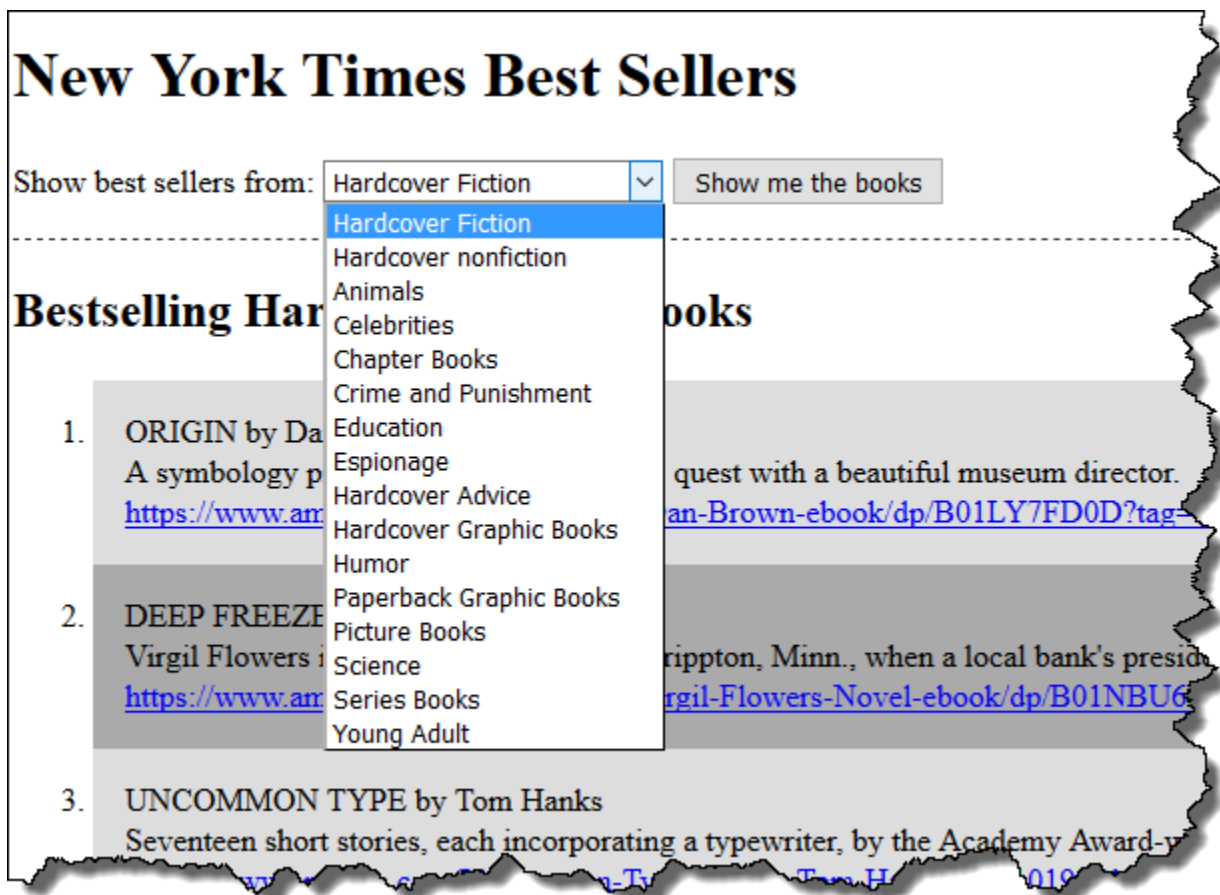 New York Times Best Sellers
Show best sellers from: Hardcover Fiction Show me the books
Hardcover Fiction
Hardcover nonfiction
Animals
Celebrities
Chapter Books
Crime and Punishment
Education
Espionage
Hardcover Advice
Hardcover Graphic Books
Humor
Paperback Graphic Books
Picture Books
Science
Series Books
Young Adult
Bestselling
1. ORIGIN by
A symbology quest with a beautiful museum director.
https://www.am an-Brown-ebook/dp/B01LY7FD0D?tag=
2. DEEP FREEZE
Virgil Flowers rippton, Minn., when a local bank's
https://www.am rgil-Flowers-Novel-ebook/dp/B01NBU6
3. UNCOMMON TYPE by Tom Hanks
Seventeen short stories, each incorporating a typewriter, by the Academy